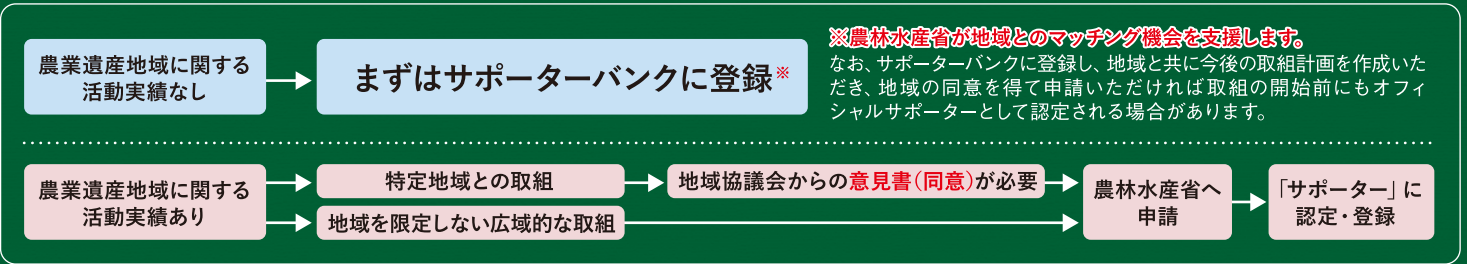 農業遺産地域に関する
活動実績なし
まずはサポーターバンクに登録※
※農林水産省が地域とのマッチング機会を支援します。
なお、サポーターバンクに登録し、地域と共に今後の取組計画を作成いた
だき、地域の同意を得て申請いただければ取組の開始前にもオフィ
シャルサポーターとして認定される場合があります。
農業遺産地域に関する
活動実績あり
特定地域との取組
地域協議会からの意見書(同意)が必要
地域を限定しない広域的な取組
農林水産省へ
申請
「サポーター」に
認定・登録